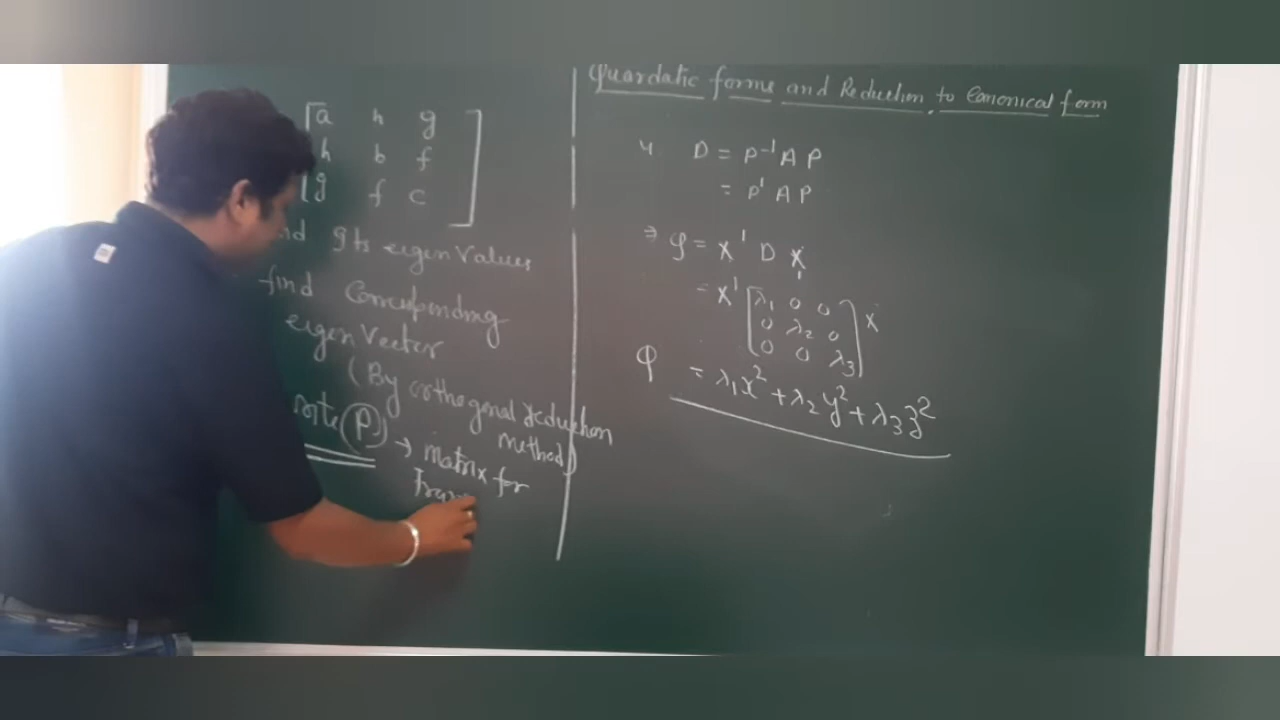 a h g
h b f
g f c
its eigen Values
find Corresponding
eigen Vector
(By orthogonal reduction
method)
P → matrix for
Quardatic forms and Reduction to Canonical form
4 D = P⁻¹ A P
= P' A P
⇒ φ = X' D X
= X' [λ₁ 0 0
0 λ₂ 0
0 0 λ₃] X
φ = λ₁x² + λ₂y² + λ₃z²